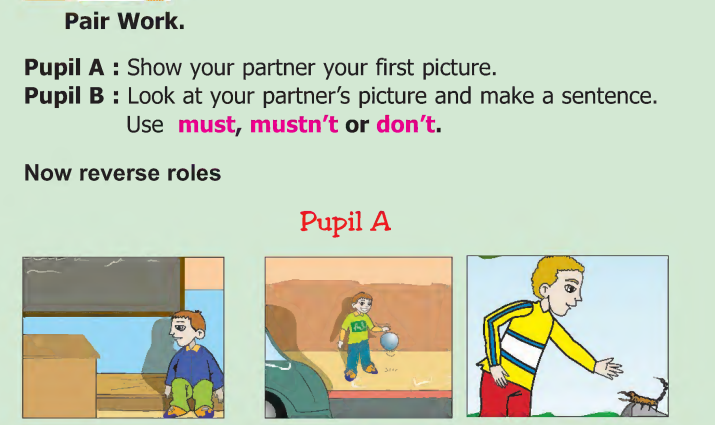 Pair Work.
Pupil A : Show your partner your first picture.
Pupil B : Look at your partner's picture and make a sentence.
Use must, mustn't or don't.
Now reverse roles
Pupil A